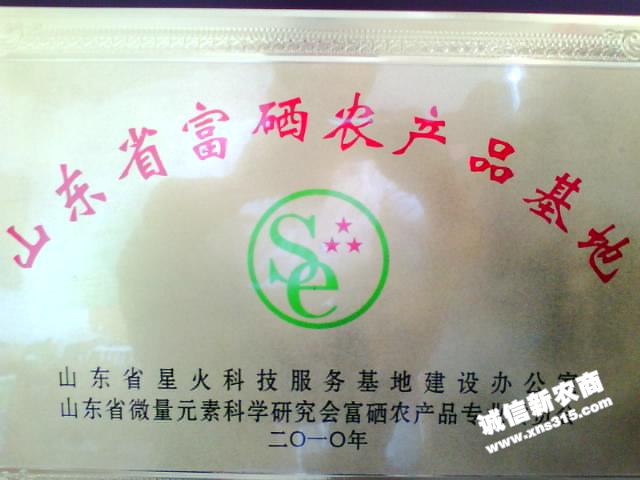 山东省富硒农产品基地
Se
山东省星火科技服务基地建设办公室
山东省微量元素科学研究会富硒农产品专
二〇一〇年
诚信新农商
www.xns315.com